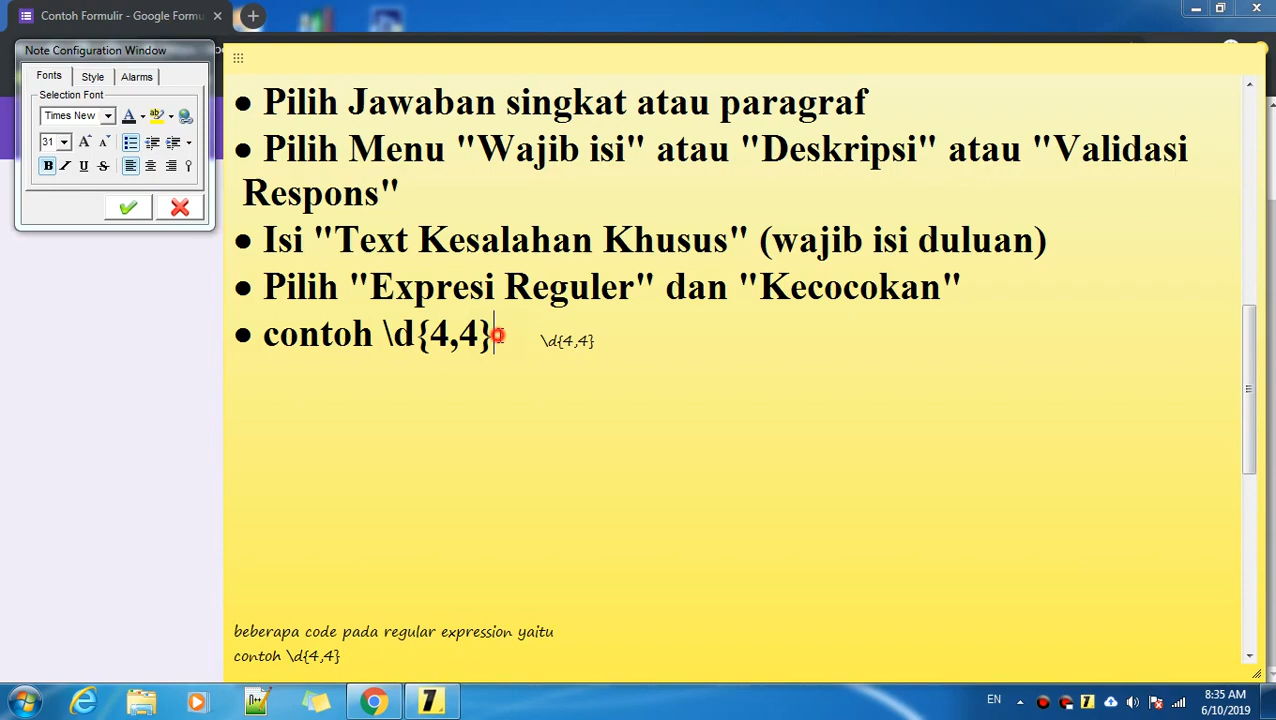 Contoh Formulir - Google Formu
Note Configuration Window
Fonts Style Alarms
Selection Font
Times New
31
• Pilih Jawaban singkat atau paragraf
• Pilih Menu "Wajib isi" atau "Deskripsi" atau "Validasi
Respons"
• Isi "Text Kesalahan Khusus" (wajib isi duluan)
• Pilih "Expresi Reguler" dan "Kecocokan"
• contoh \d{4,4} \d{4,4}
beberapa code pada regular expression yaitu
contoh \d{4,4}
EN
8:35 AM
6/10/2019